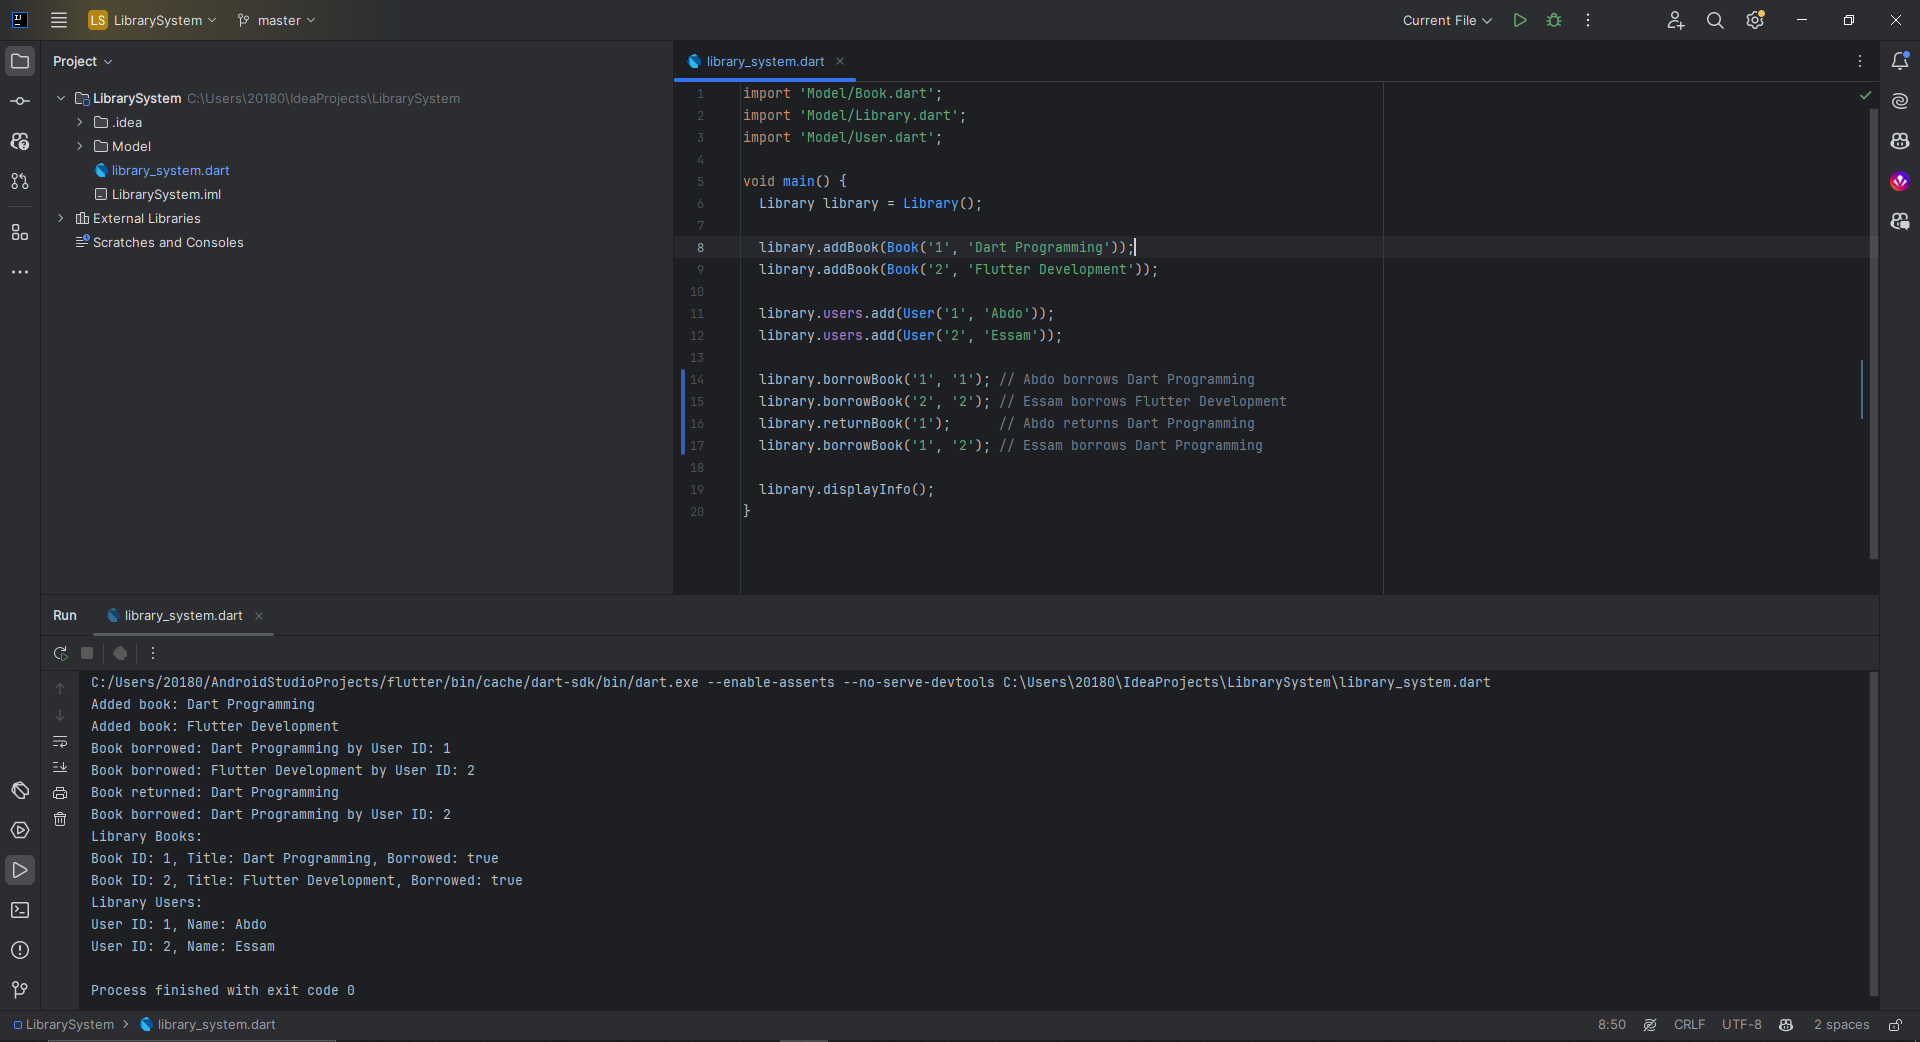 LS LibrarySystem master Current File
Project
library_system.dart
LibrarySystem C:\Users\20180\IdeaProjects\LibrarySystem
.idea
Model
library_system.dart
LibrarySystem.iml
External Libraries
Scratches and Consoles
1 import 'Model/Book.dart';
2 import 'Model/Library.dart';
3 import 'Model/User.dart';
4
5 void main() {
6 Library library = Library();
7
8 library.addBook(Book('1', 'Dart Programming'));
9 library.addBook(Book('2', 'Flutter Development'));
10
11 library.users.add(User('1', 'Abdo'));
12 library.users.add(User('2', 'Essam'));
13
14 library.borrowBook('1', '1'); // Abdo borrows Dart Programming
15 library.borrowBook('2', '2'); // Essam borrows Flutter Development
16 library.returnBook('1'); // Abdo returns Dart Programming
17 library.borrowBook('1', '2'); // Essam borrows Dart Programming
18
19 library.displayInfo();
20 }
Run library_system.dart
C:/Users/20180/AndroidStudioProjects/flutter/bin/cache/dart-sdk/bin/dart.exe --enable-asserts --no-serve-devtools C:\Users\20180\IdeaProjects\LibrarySystem\library_system.dart
Added book: Dart Programming
Added book: Flutter Development
Book borrowed: Dart Programming by User ID: 1
Book borrowed: Flutter Development by User ID: 2
Book returned: Dart Programming
Book borrowed: Dart Programming by User ID: 2
Library Books:
Book ID: 1, Title: Dart Programming, Borrowed: true
Book ID: 2, Title: Flutter Development, Borrowed: true
Library Users:
User ID: 1, Name: Abdo
User ID: 2, Name: Essam
Process finished with exit code 0
LibrarySystem library_system.dart 8:50 CRLF UTF-8 2 spaces